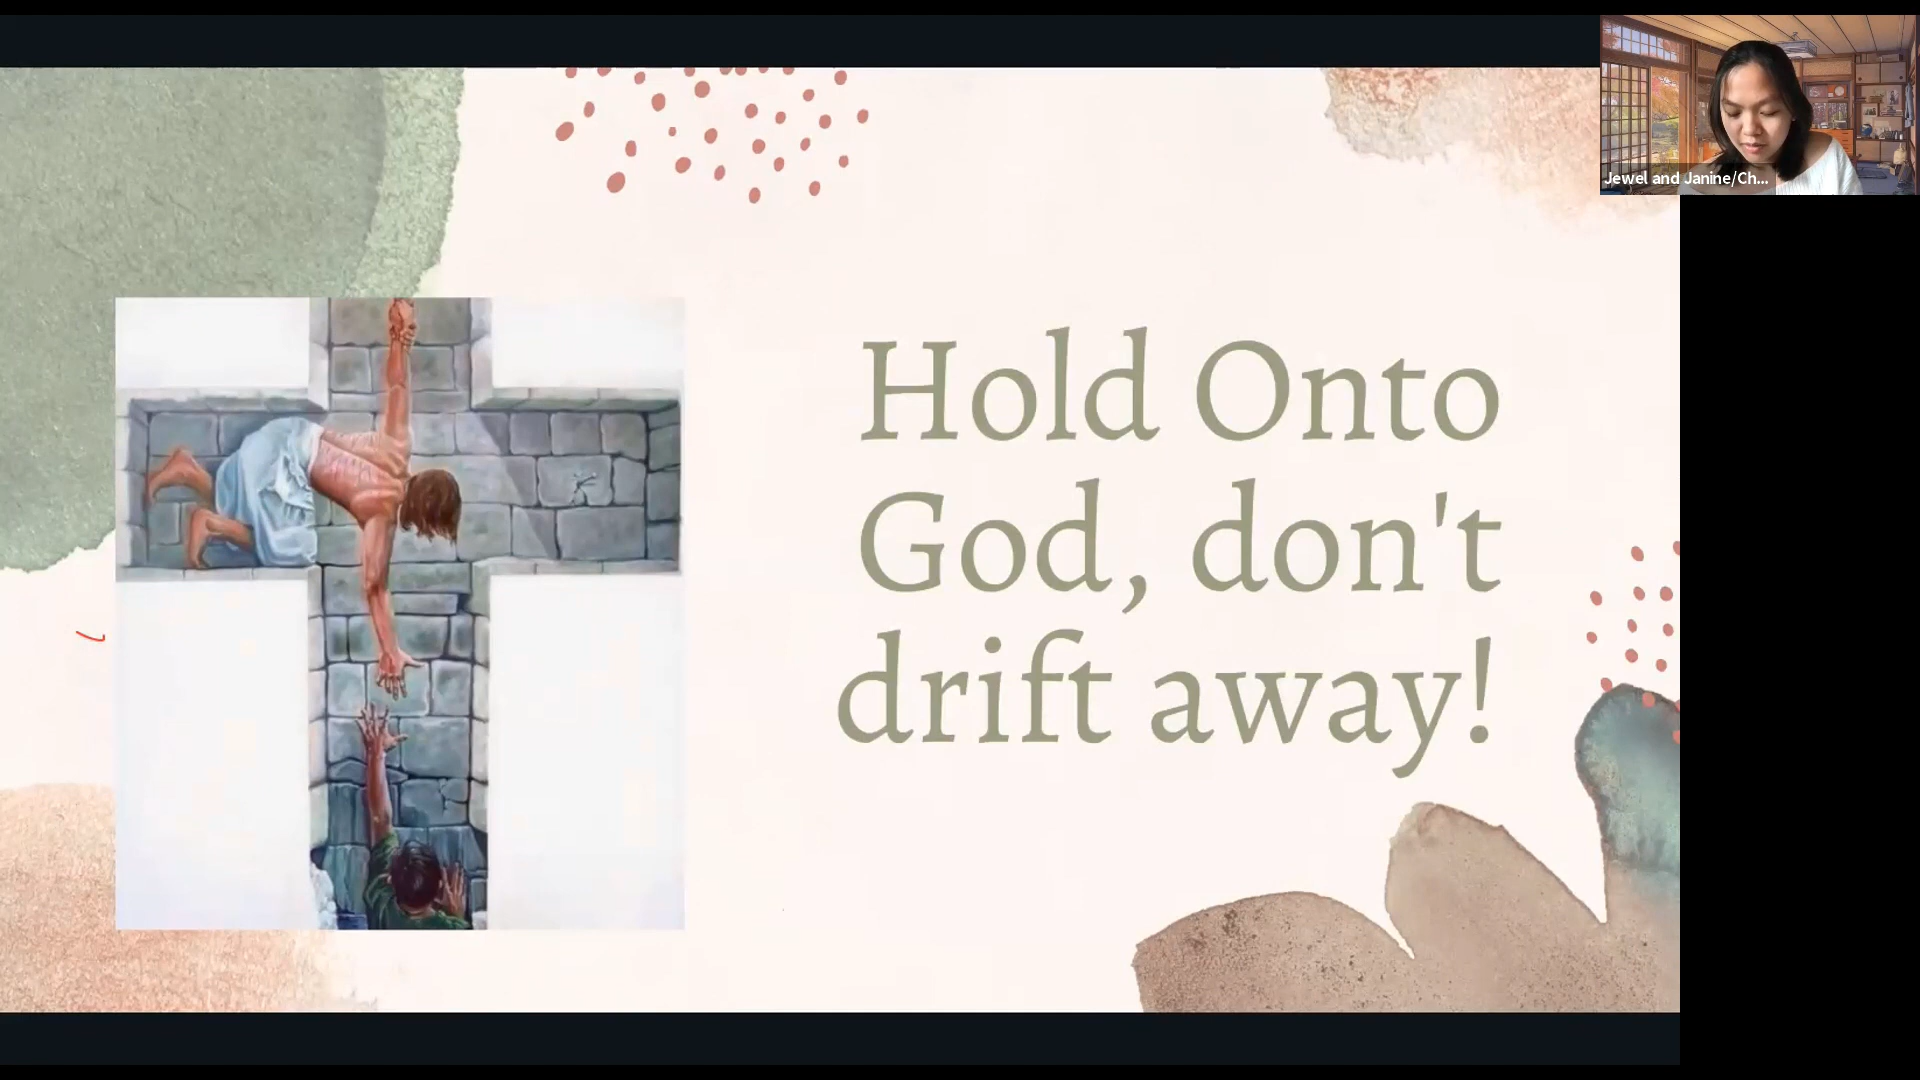 Jewel and Janine/Ch...
Hold Onto
God, don't
drift away!